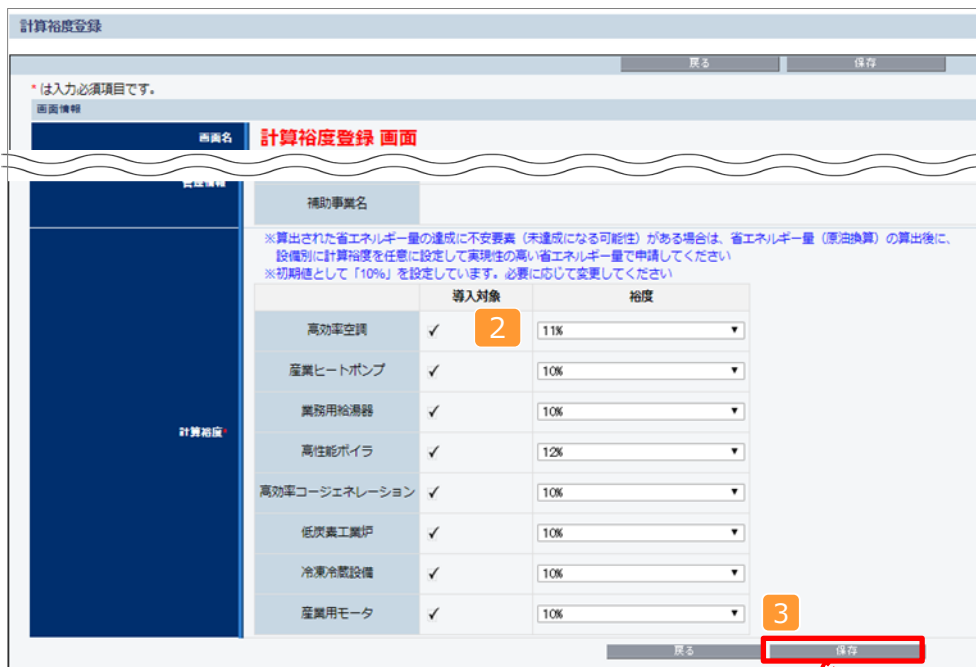 計算裕度登録
戻る 保存
* は入力必須項目です。
画面情報
画面名 計算裕度登録 画面
管理情報
補助事業名
※算出された省エネルギー量の達成に不安要素（未達成になる可能性）がある場合は、省エネルギー量（原油換算）の算出後に、
設備別に計算裕度を任意に設定して実現性の高い省エネルギー量で申請してください
※初期値として「10%」を設定しています。必要に応じて変更してください
導入対象 裕度
高効率空調 ✓ 2 11% ▼
産業ヒートポンプ ✓ 10% ▼
業務用給湯器 ✓ 10% ▼
計算裕度*
高性能ボイラ ✓ 12% ▼
高効率コージェネレーション ✓ 10% ▼
低炭素工業炉 ✓ 10% ▼
冷凍冷蔵設備 ✓ 10% ▼
産業用モータ ✓ 10% ▼
3
戻る 保存